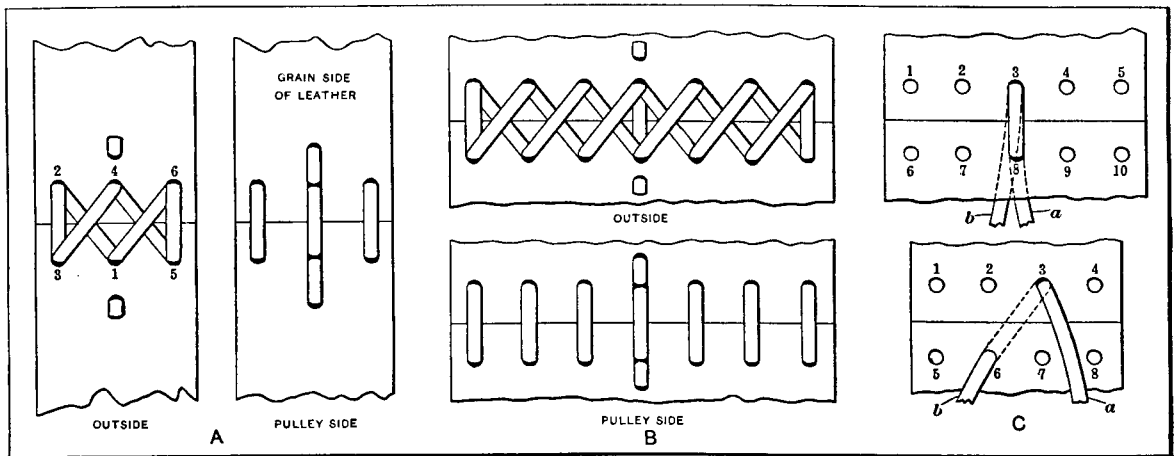 2 4 6
3 1 5
OUTSIDE
GRAIN SIDE
OF LEATHER
PULLEY SIDE
A
OUTSIDE
PULLEY SIDE
B
1 2 3 4 5
6 7 8 9 10
b a
1 2 3 4
5 6 7 8
b a
C